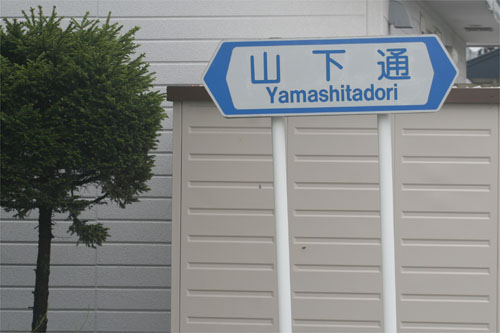 山下通
Yamashitadori